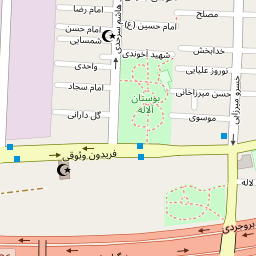 امام رضا
مصلح
هاشم سرحدی
امام حسین (ع)
امام حسن
شمسایی
شهید آخوندی
خدابخش
واحدی
نوروز علیایی
خسرو میرزایی
امام سجاد
بوستان
لاله
حسن میرزاخانی
گل دارانی
موسوی
فریدون وثوقی
لاله
بروجردی